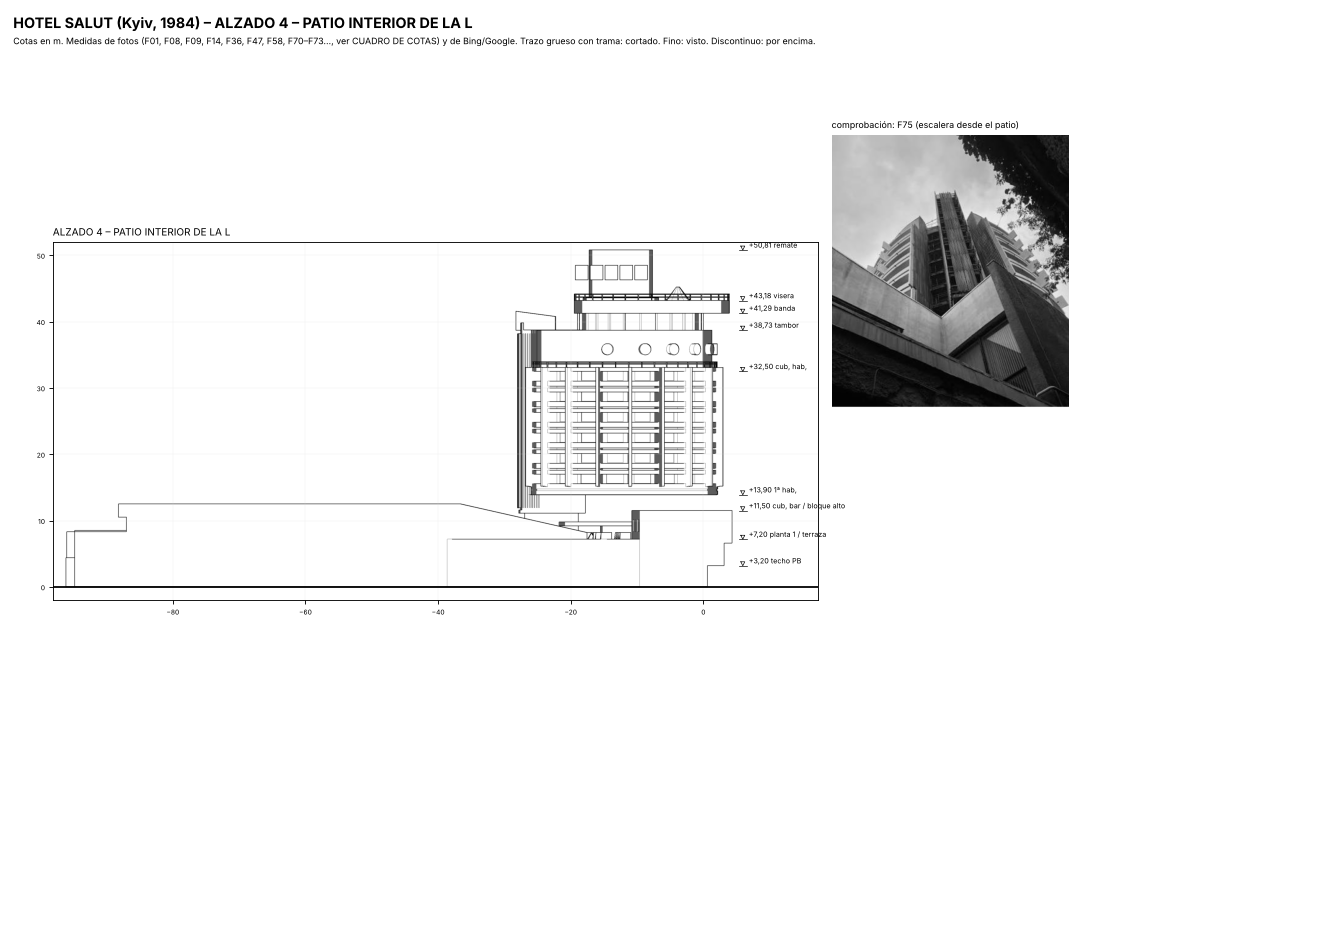 HOTEL SALUT (Kyiv, 1984) – ALZADO 4 – PATIO INTERIOR DE LA L
Cotas en m. Medidas de fotos (F01, F08, F09, F14, F36, F47, F58, F70–F73..., ver CUADRO DE COTAS) y de Bing/Google. Trazo grueso con trama: cortado. Fino: visto. Discontinuo: por encima.
comprobación: F75 (escalera desde el patio)
ALZADO 4 – PATIO INTERIOR DE LA L
+50,81 remate
50
+43,18 visera
+41,29 banda
40
+38,73 tambor
+32,50 cub, hab,
30
20
+13,90 1ª hab,
+11,50 cub, bar / bloque alto
10
+7,20 planta 1 / terraza
+3,20 techo PB
0
−80
−60
−40
−20
0